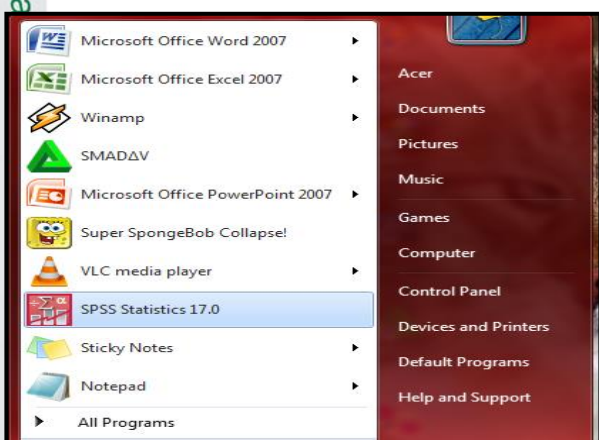 Microsoft Office Word 2007
Microsoft Office Excel 2007
Winamp
SMADΔV
Microsoft Office PowerPoint 2007
Super SpongeBob Collapse!
VLC media player
SPSS Statistics 17.0
Sticky Notes
Notepad
All Programs
Acer
Documents
Pictures
Music
Games
Computer
Control Panel
Devices and Printers
Default Programs
Help and Support